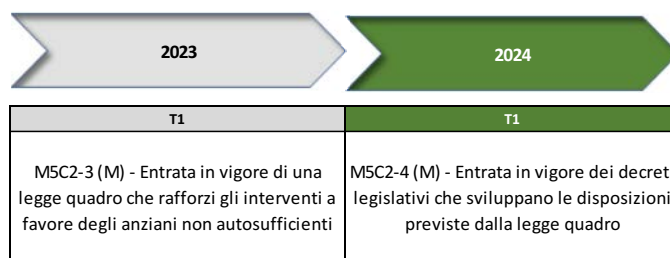 2023
2024
T1
T1
M5C2-3 (M) - Entrata in vigore di una
legge quadro che rafforzi gli interventi a
favore degli anziani non autosufficienti
M5C2-4 (M) - Entrata in vigore dei decret
legislativi che sviluppano le disposizioni
previste dalla legge quadro